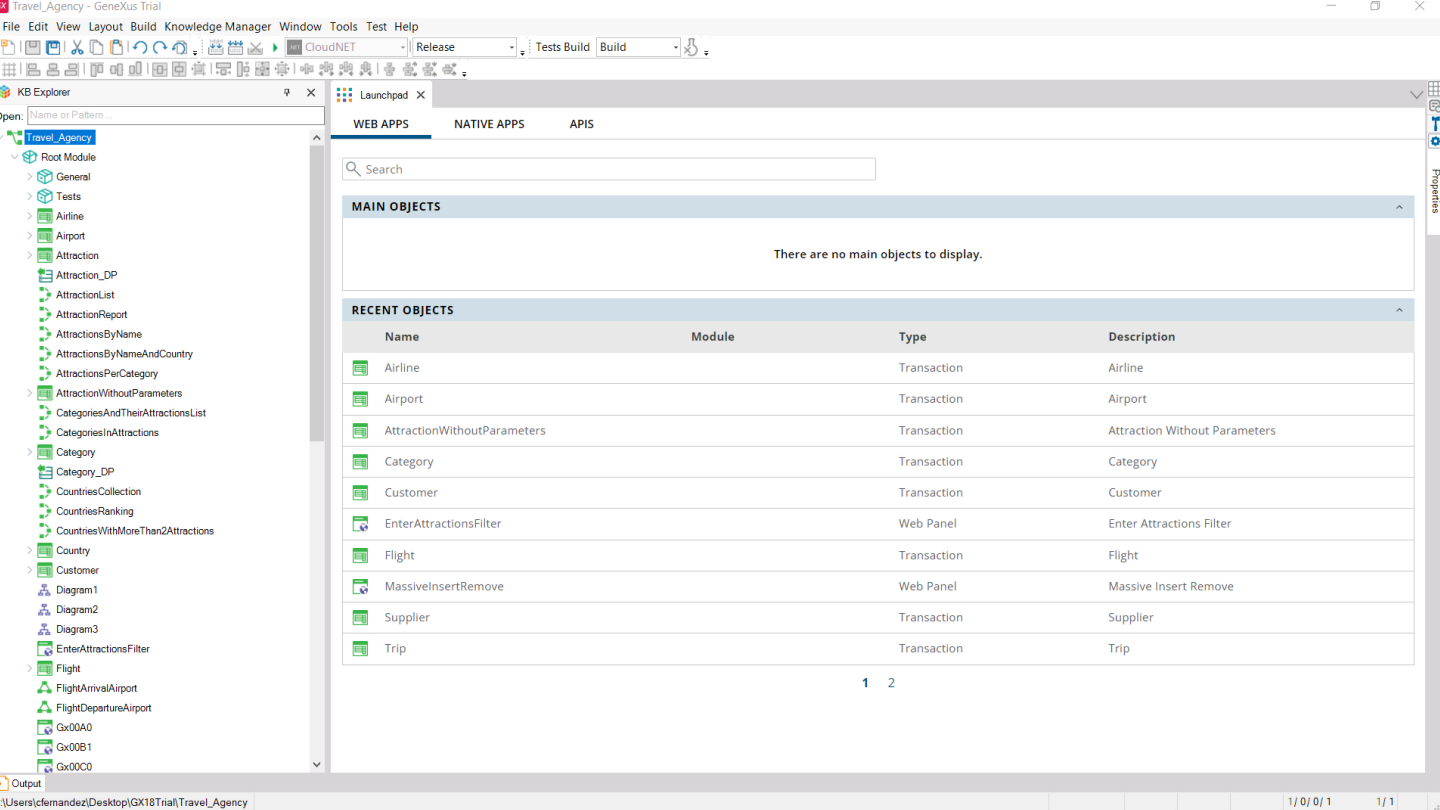 Travel_Agency - GeneXus Trial
File Edit View Layout Build Knowledge Manager Window Tools Test Help
CloudNET Release Tests Build Build
KB Explorer
Open: Name or Pattern...
Travel_Agency
Root Module
General
Tests
Airline
Airport
Attraction
Attraction_DP
AttractionList
AttractionReport
AttractionsByName
AttractionsByNameAndCountry
AttractionsPerCategory
AttractionWithoutParameters
CategoriesAndTheirAttractionsList
CategoriesInAttractions
Category
Category_DP
CountriesCollection
CountriesRanking
CountriesWithMoreThan2Attractions
Country
Customer
Diagram1
Diagram2
Diagram3
EnterAttractionsFilter
Flight
FlightArrivalAirport
FlightDepartureAirport
Gx00A0
Gx00B1
Gx00C0
Launchpad
WEB APPS NATIVE APPS APIS
Search
MAIN OBJECTS
There are no main objects to display.
RECENT OBJECTS
Name Module Type Description
Airline Transaction Airline
Airport Transaction Airport
AttractionWithoutParameters Transaction Attraction Without Parameters
Category Transaction Category
Customer Transaction Customer
EnterAttractionsFilter Web Panel Enter Attractions Filter
Flight Transaction Flight
MassiveInsertRemove Web Panel Massive Insert Remove
Supplier Transaction Supplier
Trip Transaction Trip
1 2
Properties
Output
:\Users\cfernandez\Desktop\GX18Trial\Travel_Agency 1/ 0/ 0/ 1 1/ 1